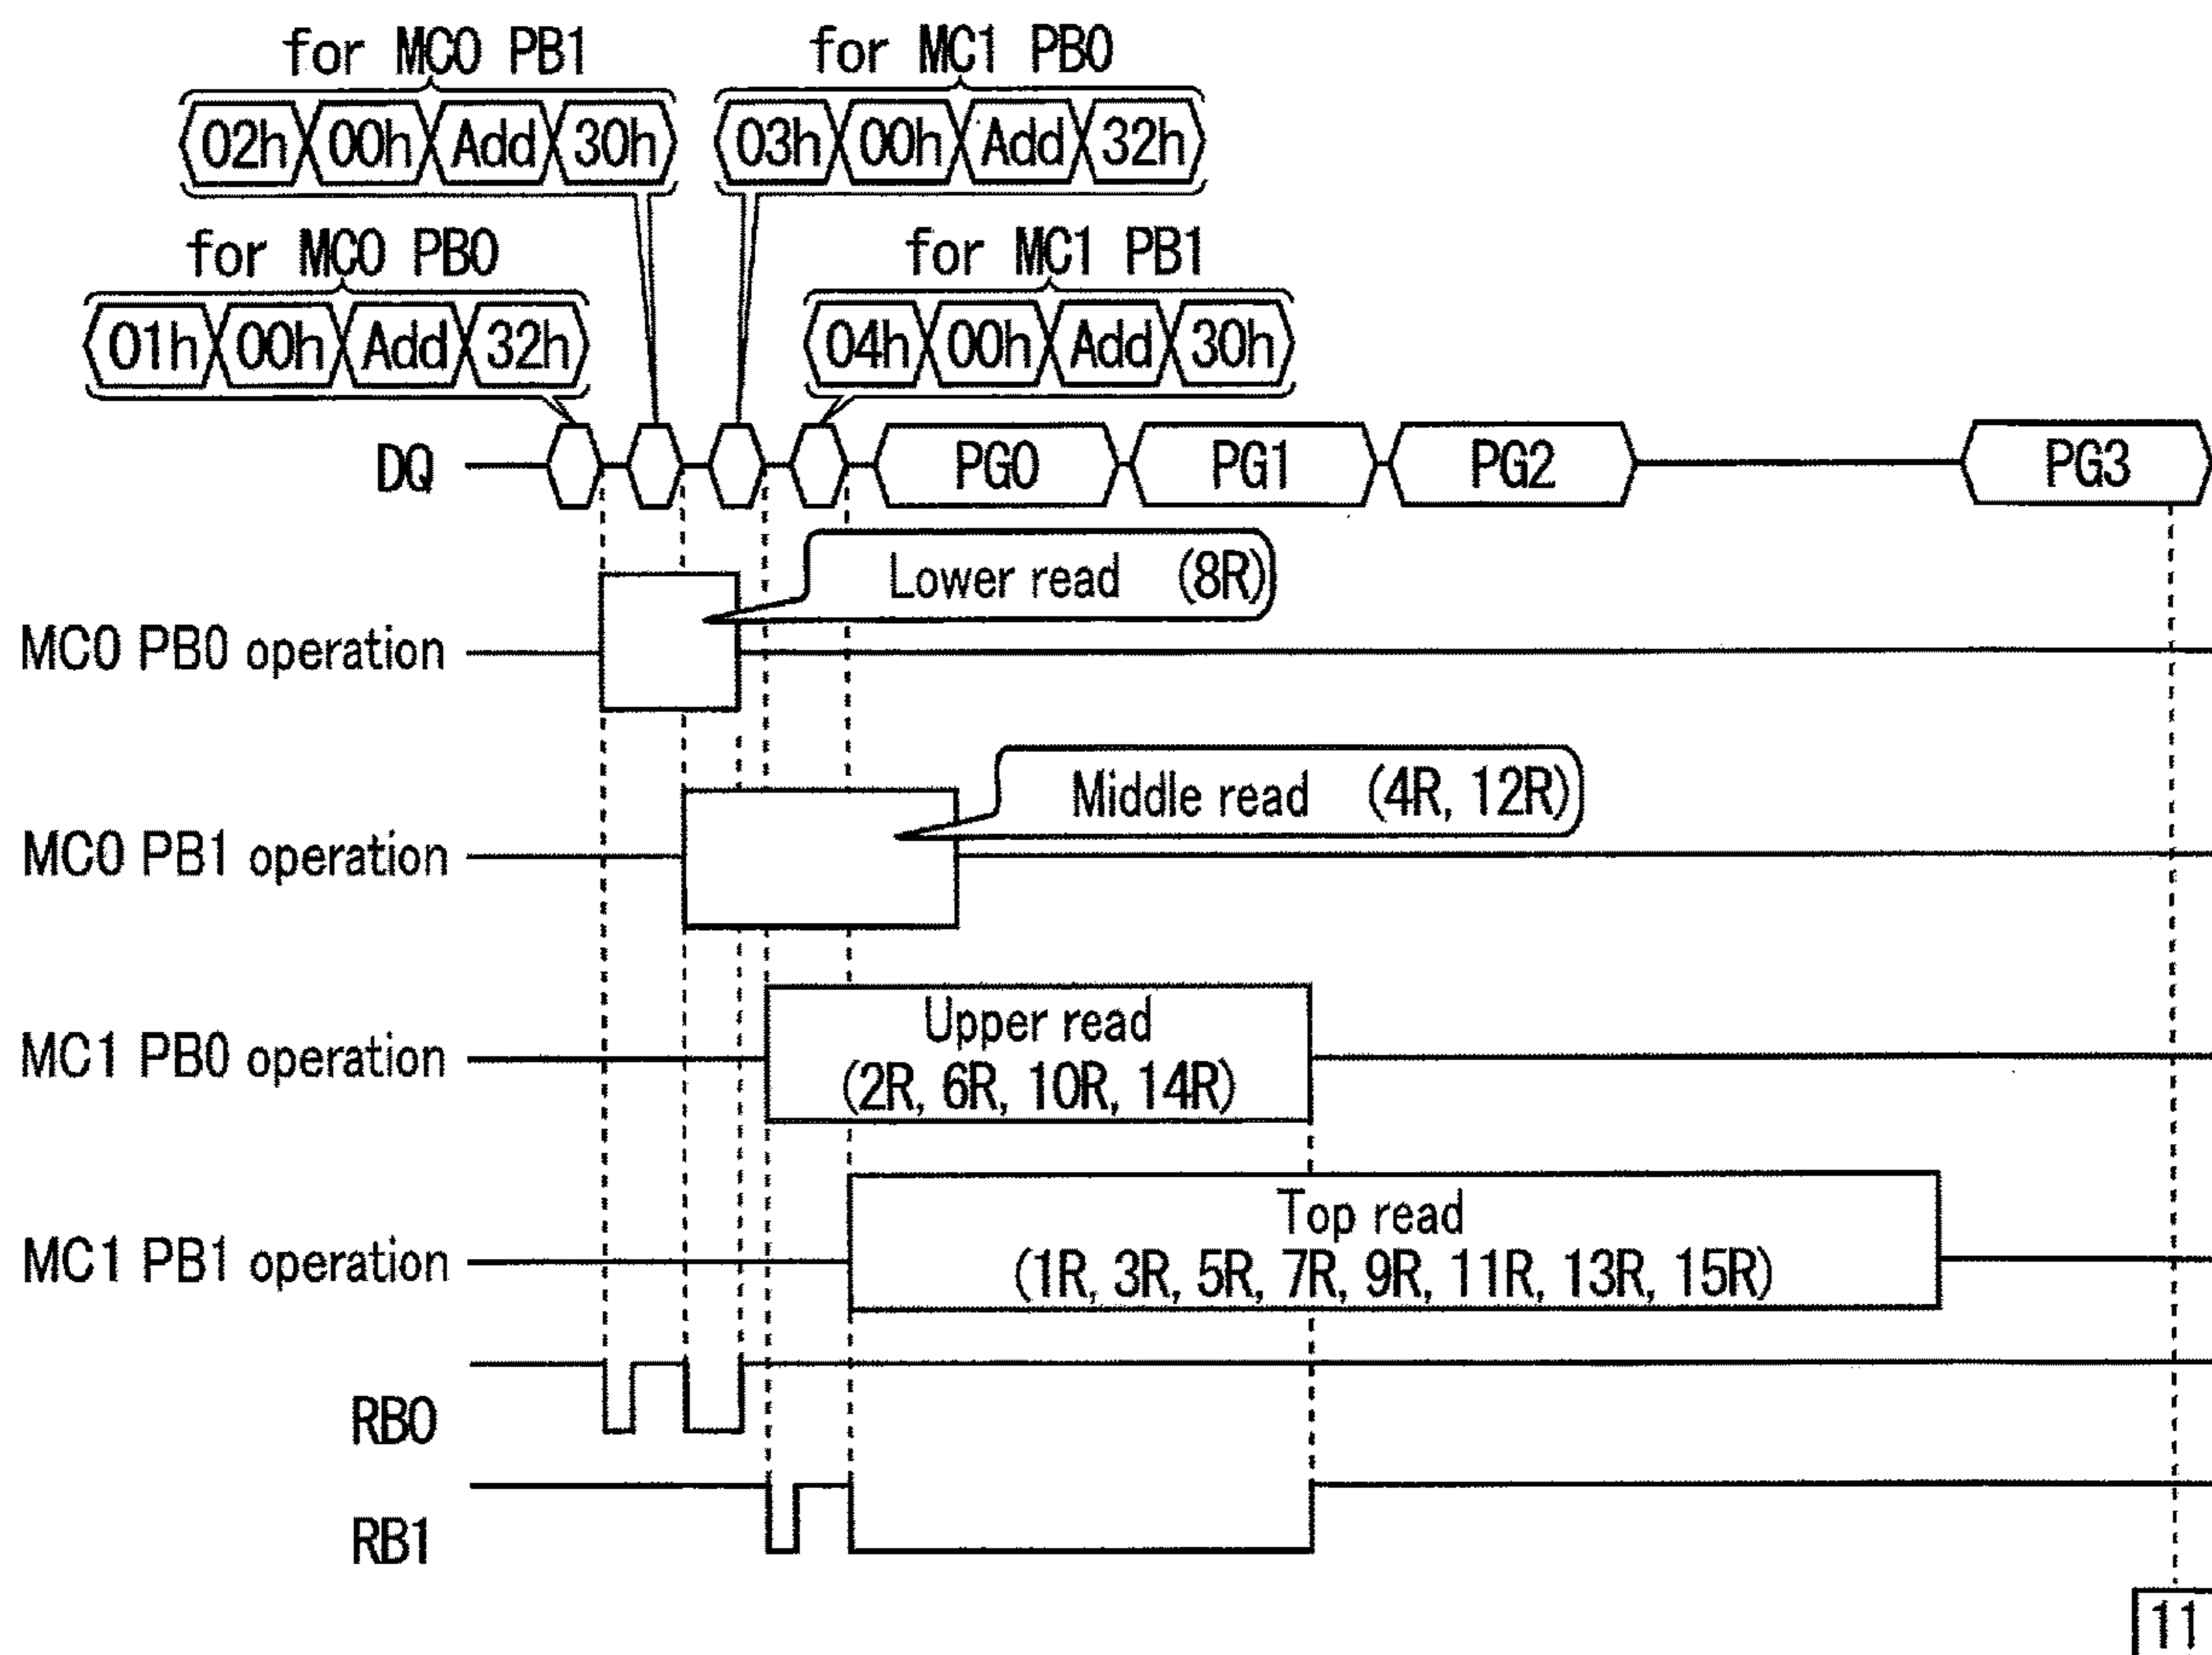 for MC0 PB1
for MC1 PB0
02h 00h Add 30h
03h 00h Add 32h
for MC0 PB0
for MC1 PB1
01h 00h Add 32h
04h 00h Add 30h
DQ
PG0
PG1
PG2
PG3
Lower read (8R)
MC0 PB0 operation
Middle read (4R, 12R)
MC0 PB1 operation
Upper read
(2R, 6R, 10R, 14R)
MC1 PB0 operation
Top read
(1R, 3R, 5R, 7R, 9R, 11R, 13R, 15R)
MC1 PB1 operation
RB0
RB1
11